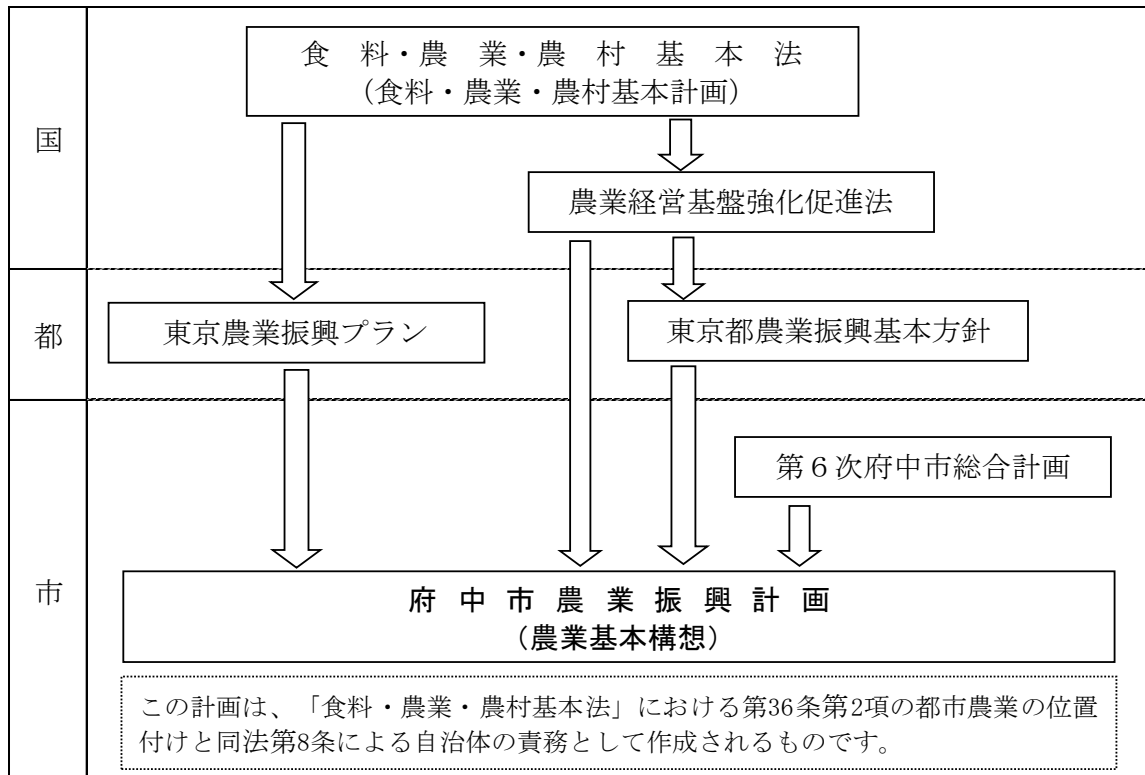 国
食料・農業・農村基本法
(食料・農業・農村基本計画)
農業経営基盤強化促進法
都
東京農業振興プラン
東京都農業振興基本方針
市
第６次府中市総合計画
府中市農業振興計画
(農業基本構想)
この計画は、「食料・農業・農村基本法」における第36条第2項の都市農業の位置
付けと同法第8条による自治体の責務として作成されるものです。